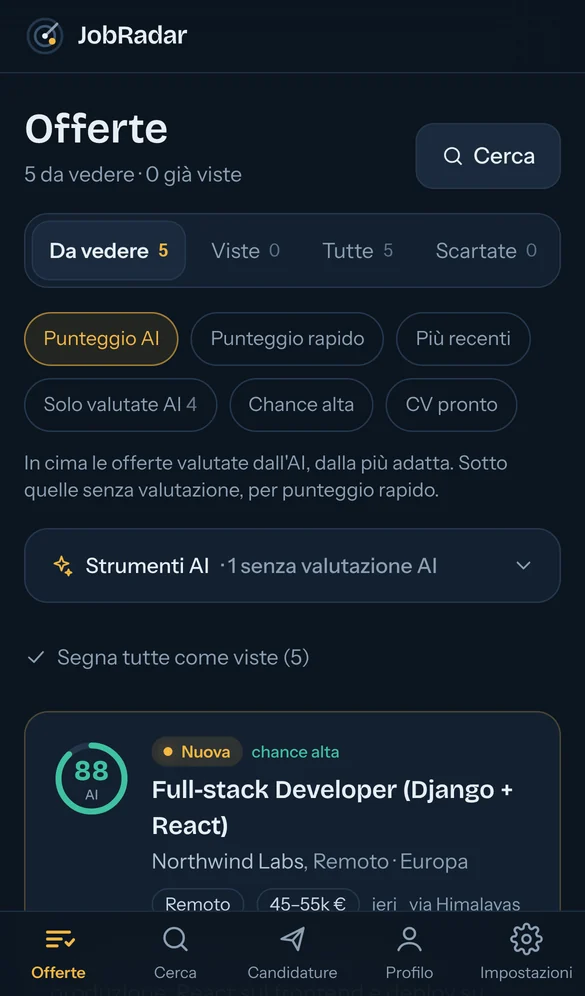 JobRadar
Offerte
5 da vedere · 0 già viste
Cerca
Da vedere 5 Viste 0 Tutte 5 Scartate 0
Punteggio AI Punteggio rapido Più recenti
Solo valutate AI 4 Chance alta CV pronto
In cima le offerte valutate dall'AI, dalla più adatta. Sotto
quelle senza valutazione, per punteggio rapido.
Strumenti AI · 1 senza valutazione AI
Segna tutte come viste (5)
88
AI
Nuova chance alta
Full-stack Developer (Django +
React)
Northwind Labs, Remoto · Europa
Remoto 45–55k € ieri via Himalayas
Offerte Cerca Candidature Profilo Impostazioni